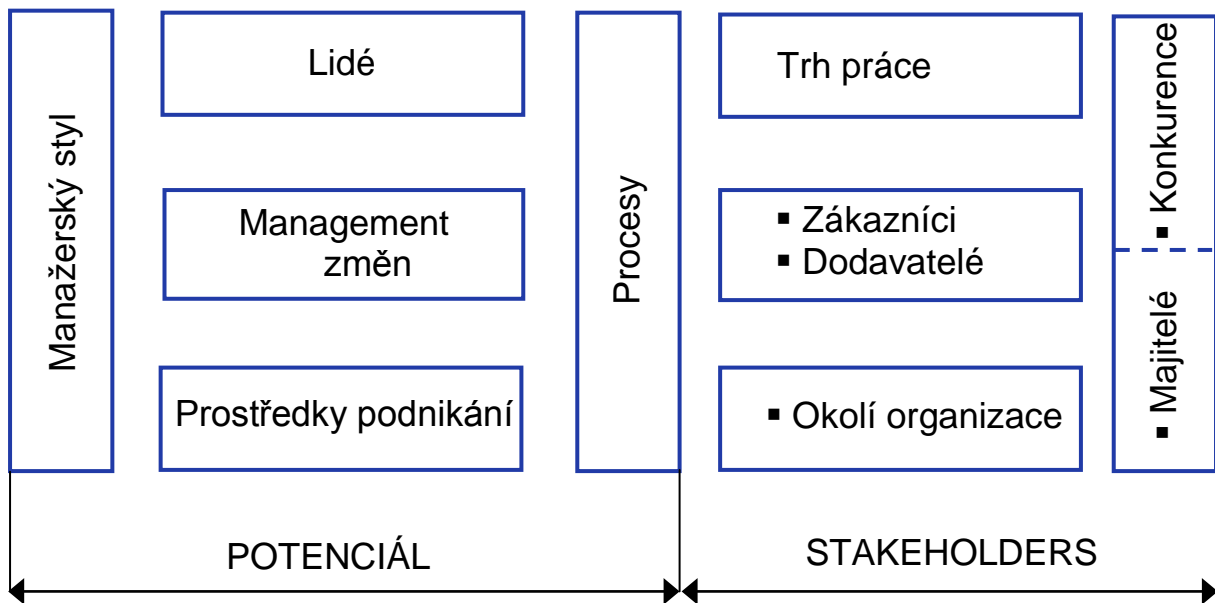 Manažerský styl
Lidé
Management
změn
Prostředky podnikání
Procesy
Trh práce
▪ Zákazníci
▪ Dodavatelé
▪ Okolí organizace
▪ Konkurence
▪ Majitelé
POTENCIÁL
STAKEHOLDERS